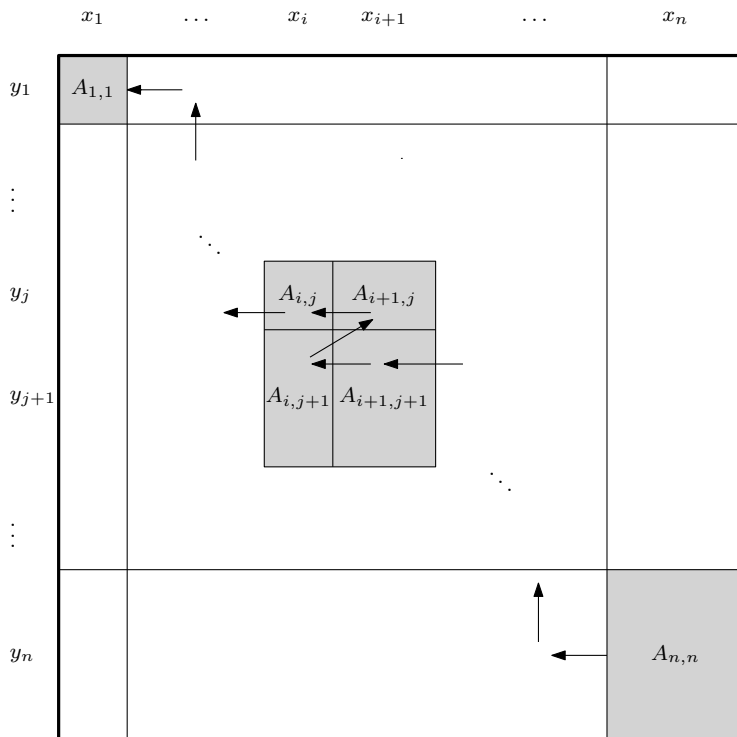 x_1 … x_i x_{i+1} … x_n
y_1 A_{1,1}
⋮
⋱
y_j A_{i,j} A_{i+1,j}
y_{j+1} A_{i,j+1} A_{i+1,j+1}
⋱
⋮
y_n A_{n,n}